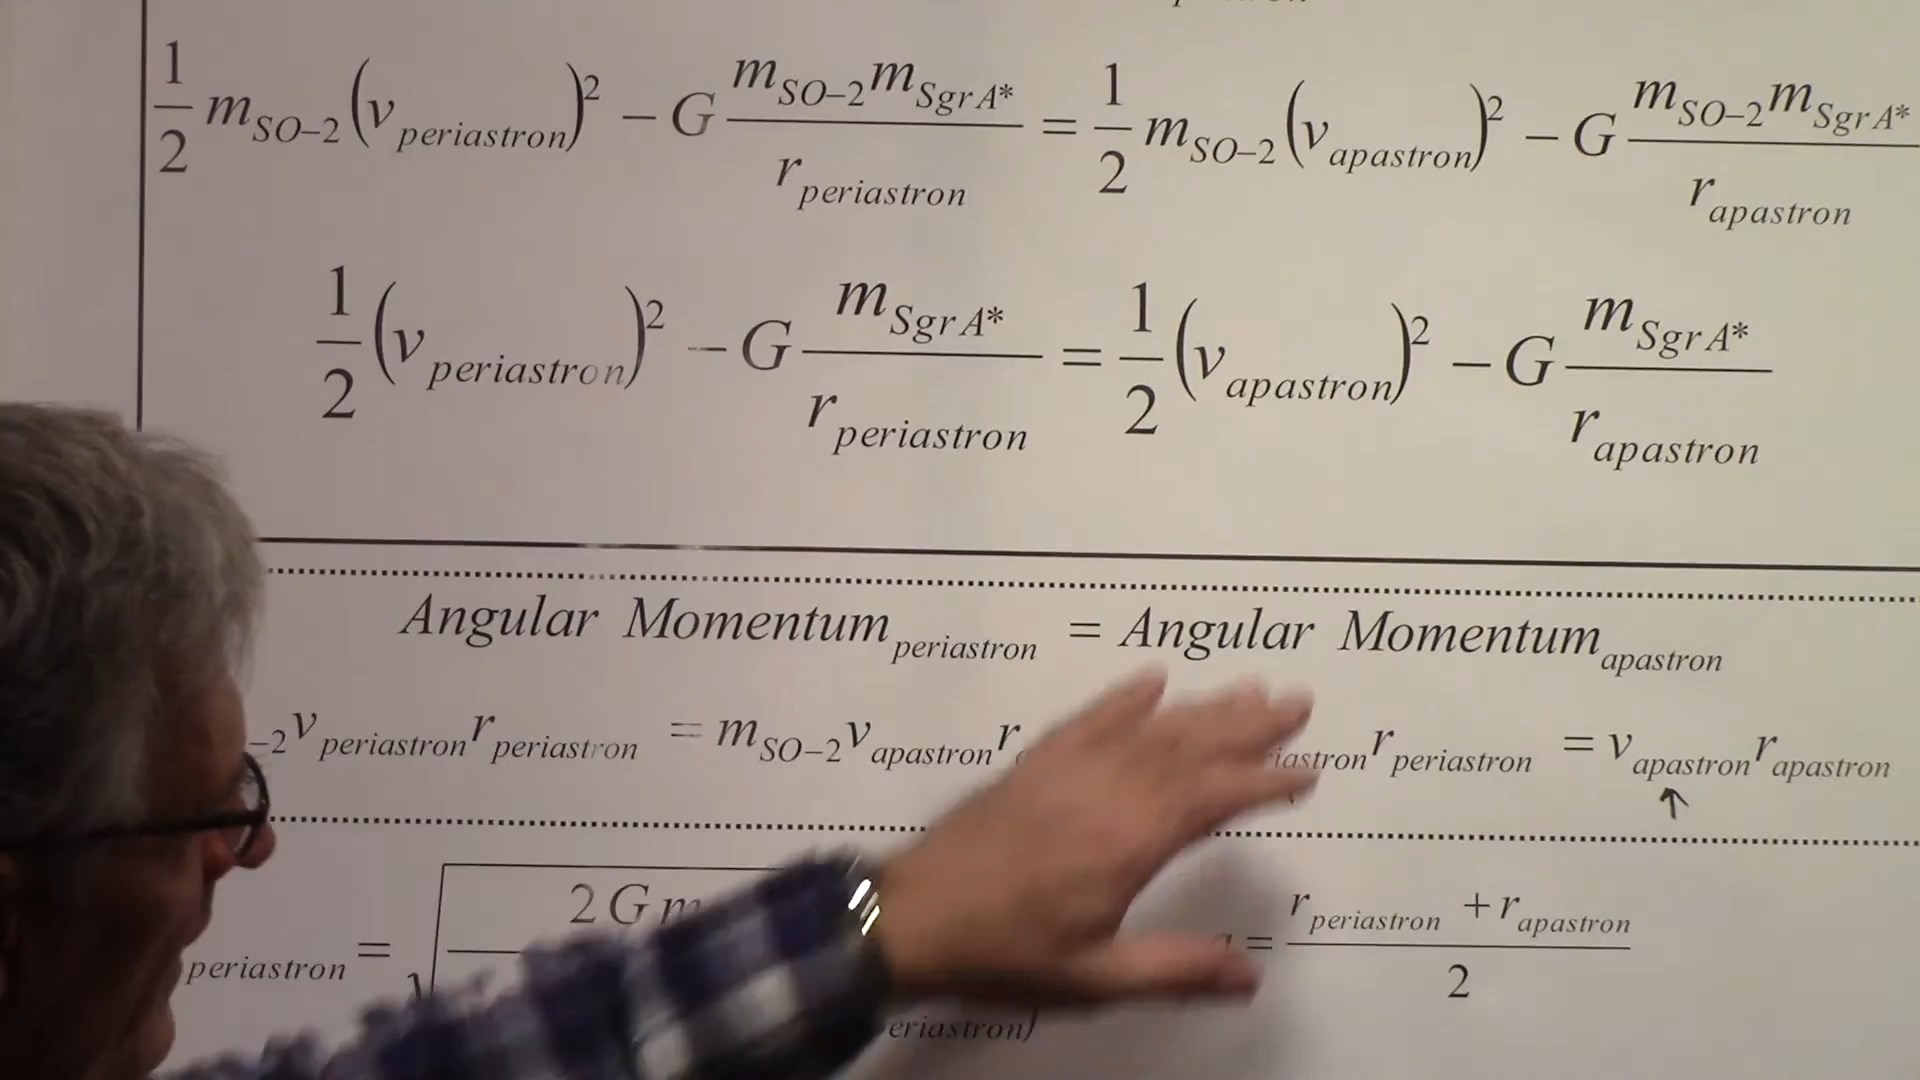 1/2 m_SO–2 (v_periastron)^2 – G m_SO–2 m_SgrA* / r_periastron = 1/2 m_SO–2 (v_apastron)^2 – G m_SO–2 m_SgrA* / r_apastron
1/2 (v_periastron)^2 – G m_SgrA* / r_periastron = 1/2 (v_apastron)^2 – G m_SgrA* / r_apastron
Angular Momentum_periastron = Angular Momentum_apastron
–2 v_periastron r_periastron = m_SO–2 v_apastron r r_periastron = v_apastron r_apastron
periastron = √ 2 G = (r_periastron + r_apastron) / 2